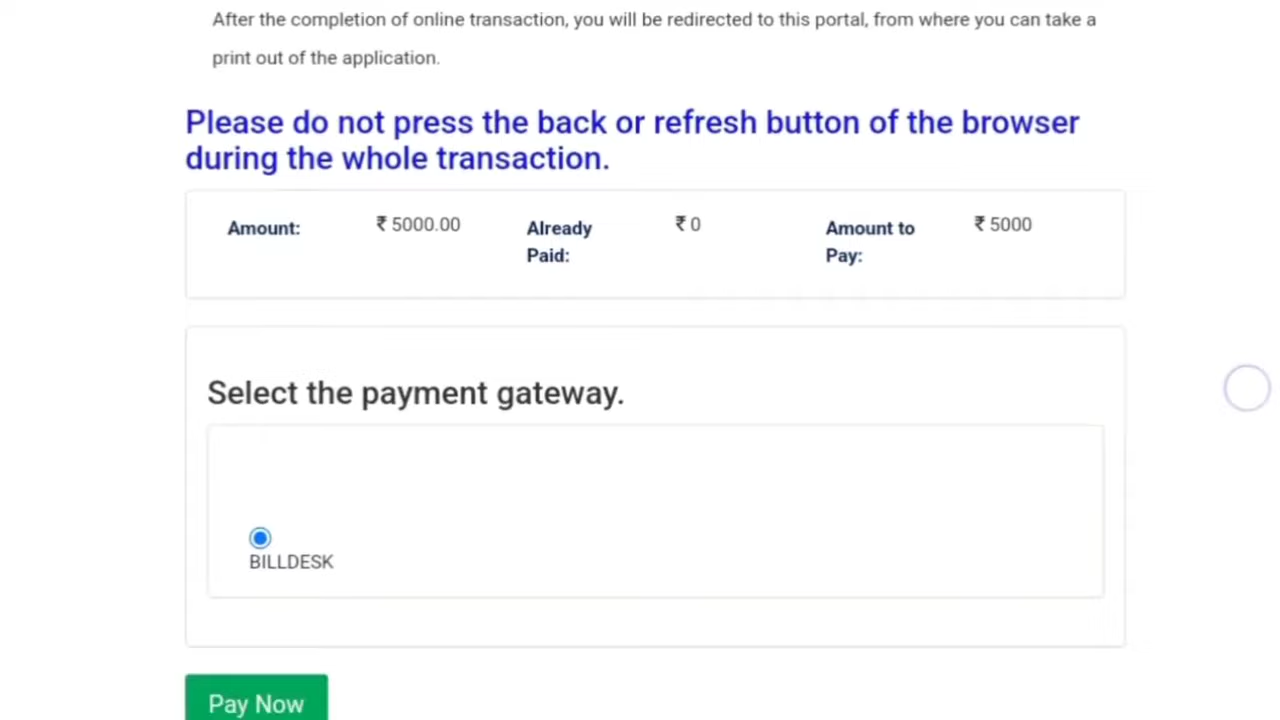 After the completion of online transaction, you will be redirected to this portal, from where you can take a
print out of the application.
Please do not press the back or refresh button of the browser
during the whole transaction.
Amount: ₹ 5000.00 Already Paid: ₹ 0 Amount to Pay: ₹ 5000
Select the payment gateway.
BILLDESK
Pay Now